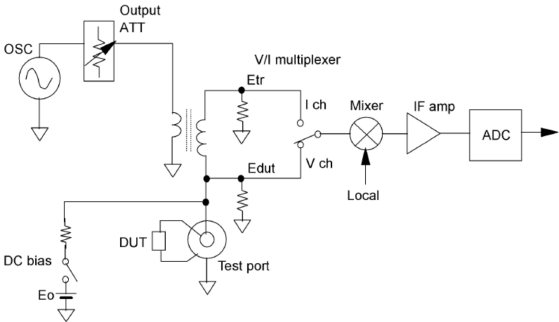 Output
ATT
OSC
V/I multiplexer
Etr
I ch
Mixer
IF amp
ADC
V ch
Edut
Local
DUT
Test port
DC bias
Eo